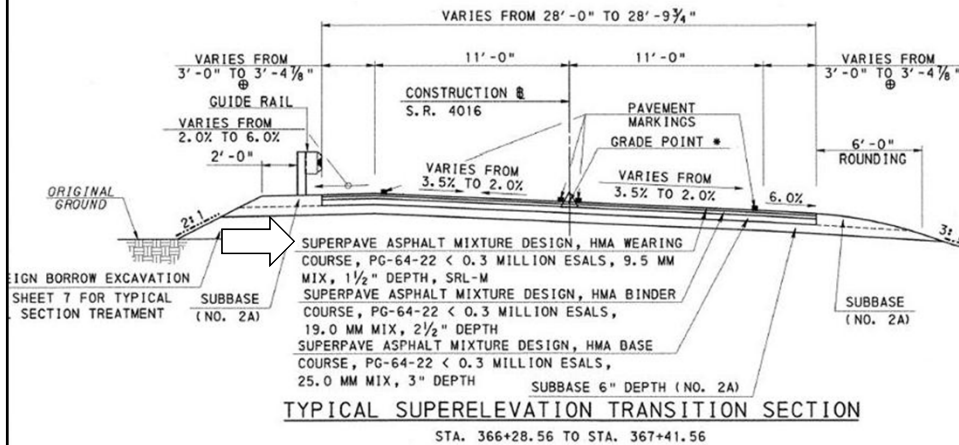 VARIES FROM 28'-0" TO 28'-9¾"
VARIES FROM
3'-0" TO 3'-4⅞"
⊕
11'-0"
11'-0"
VARIES FROM
3'-0" TO 3'-4⅞"
⊕
GUIDE RAIL
CONSTRUCTION ℄
S.R. 4016
PAVEMENT
MARKINGS
VARIES FROM
2.0% TO 6.0%
GRADE POINT *
6'-0"
ROUNDING
2'-0"
VARIES FROM
3.5% TO 2.0%
VARIES FROM
3.5% TO 2.0%
6.0%
ORIGINAL
GROUND
2:1
3:
SUPERPAVE ASPHALT MIXTURE DESIGN, HMA WEARING
COURSE, PG-64-22 < 0.3 MILLION ESALS, 9.5 MM
MIX, 1½" DEPTH, SRL-M
EIGN BORROW EXCAVATION
SHEET 7 FOR TYPICAL
SECTION TREATMENT
SUBBASE
(NO. 2A)
SUPERPAVE ASPHALT MIXTURE DESIGN, HMA BINDER
COURSE, PG-64-22 < 0.3 MILLION ESALS,
19.0 MM MIX, 2½" DEPTH
SUBBASE
(NO. 2A)
SUPERPAVE ASPHALT MIXTURE DESIGN, HMA BASE
COURSE, PG-64-22 < 0.3 MILLION ESALS,
25.0 MM MIX, 3" DEPTH
SUBBASE 6" DEPTH (NO. 2A)
TYPICAL SUPERELEVATION TRANSITION SECTION
STA. 366+28.56 TO STA. 367+41.56